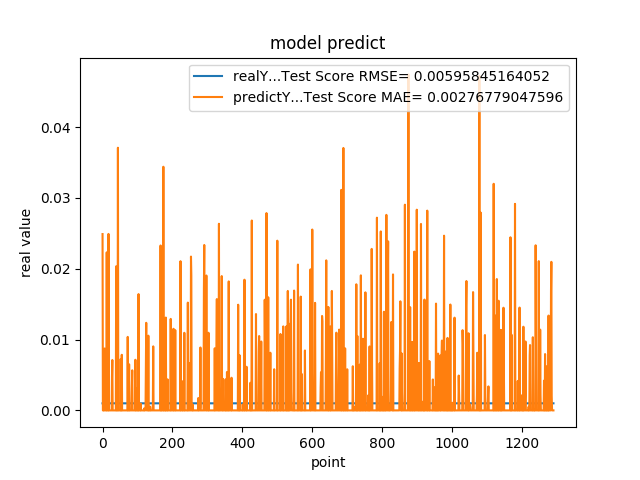 model predict
realY...Test Score RMSE= 0.00595845164052
predictY...Test Score MAE= 0.00276779047596
0.04
0.03
0.02
0.01
0.00
real value
0 200 400 600 800 1000 1200
point